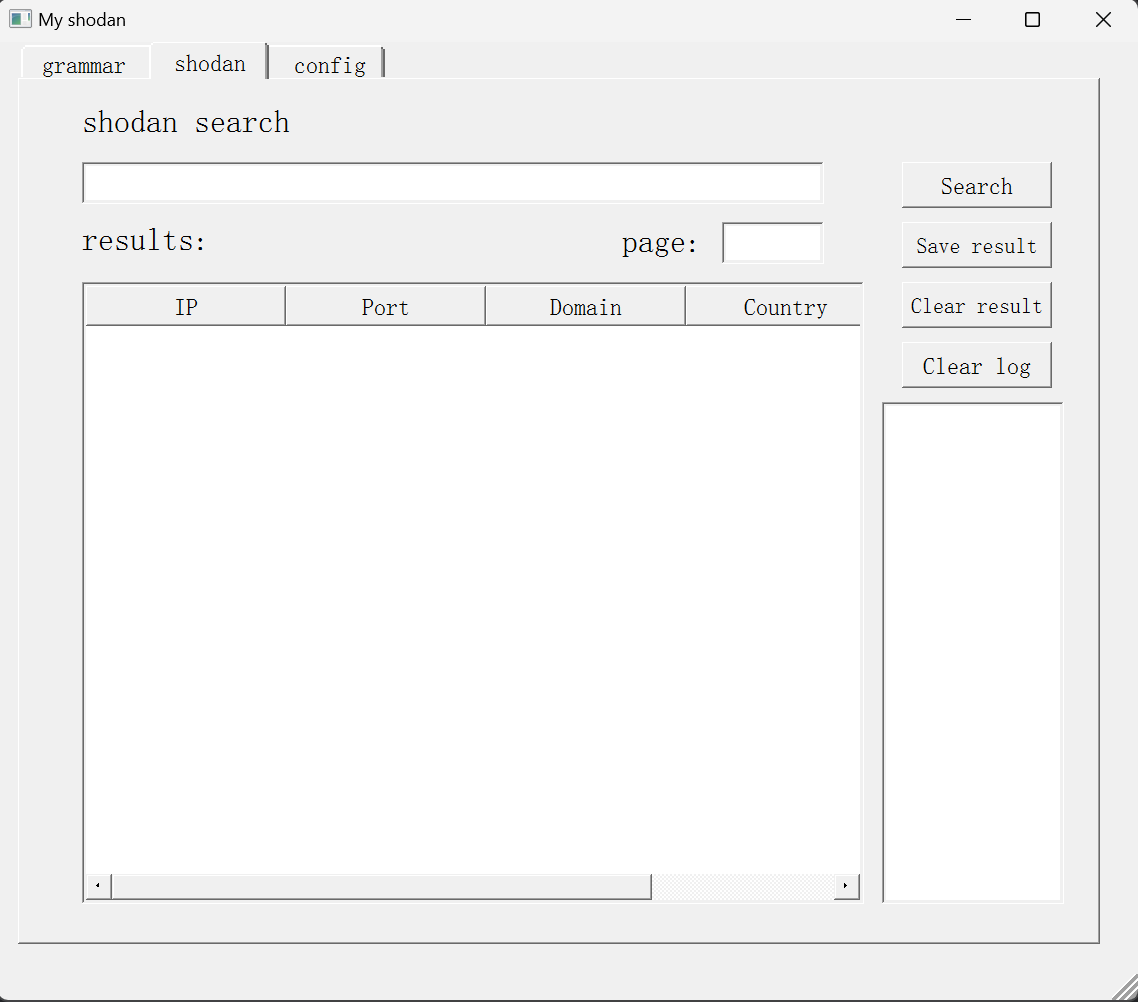 My shodan
grammar shodan config
shodan search
Search
results: page:
Save result
IP Port Domain Country
Clear result
Clear log